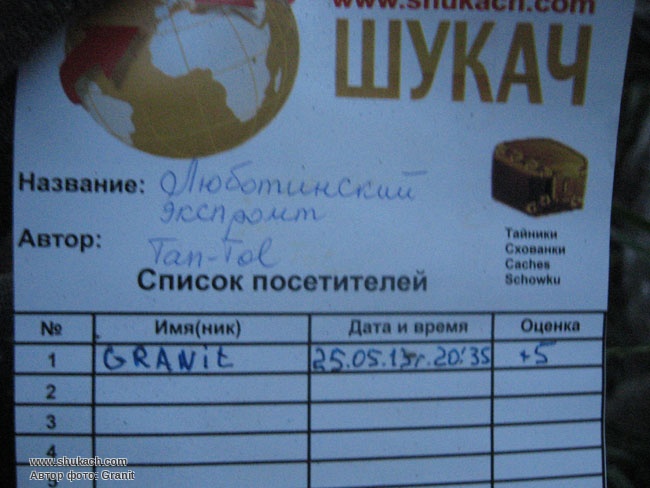 www.shukach.com
ШУКАЧ
Название: Люботинский
экспромт
Автор: Tan-Tol
Тайники
Схованки
Caches
Schowku
Список посетителей
№ Имя(ник) Дата и время Оценка
1 GRANit 25.05.13г. 20:35 +5
2
3
4
5
www.shukach.com
Автор фото: Granit